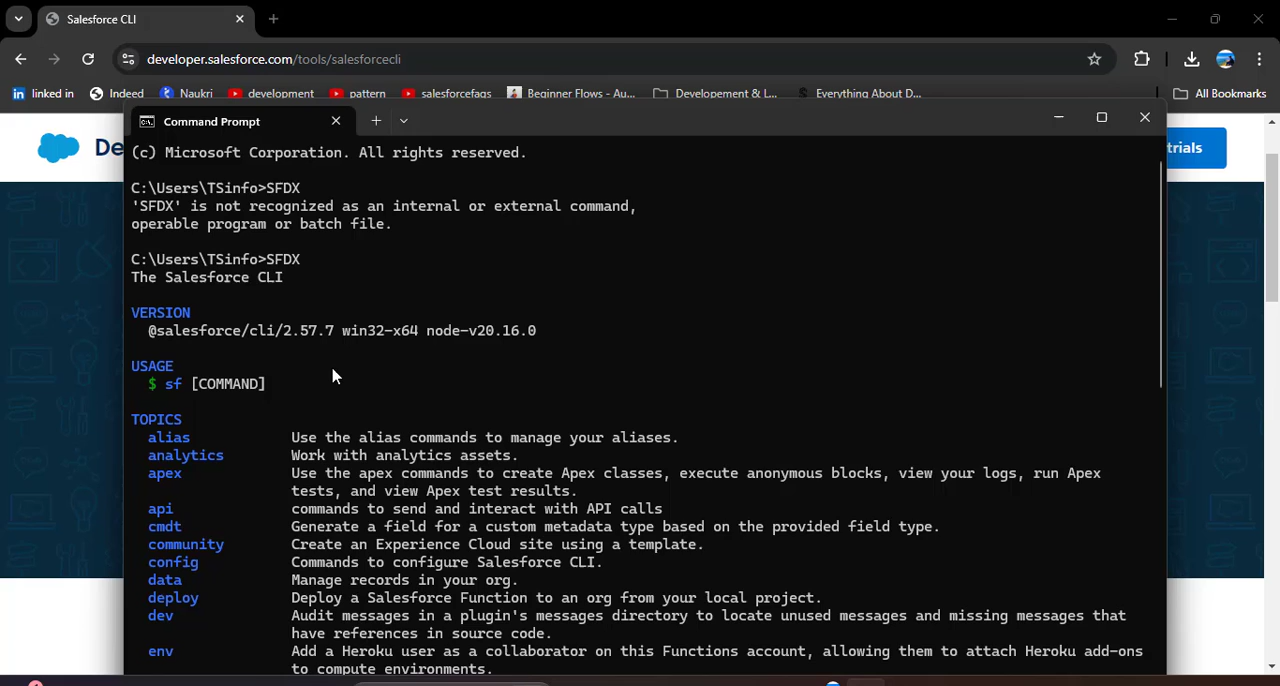 Salesforce CLI
developer.salesforce.com/tools/salesforcecli
linked in Indeed Naukri development pattern salesforcefaqs Beginner Flows - Au... Developement & L... Everything About D... All Bookmarks
Command Prompt
De
trials
(c) Microsoft Corporation. All rights reserved.
C:\Users\TSinfo>SFDX
'SFDX' is not recognized as an internal or external command,
operable program or batch file.
C:\Users\TSinfo>SFDX
The Salesforce CLI
VERSION
@salesforce/cli/2.57.7 win32-x64 node-v20.16.0
USAGE
$ sf [COMMAND]
TOPICS
alias Use the alias commands to manage your aliases.
analytics Work with analytics assets.
apex Use the apex commands to create Apex classes, execute anonymous blocks, view your logs, run Apex
tests, and view Apex test results.
api commands to send and interact with API calls
cmdt Generate a field for a custom metadata type based on the provided field type.
community Create an Experience Cloud site using a template.
config Commands to configure Salesforce CLI.
data Manage records in your org.
deploy Deploy a Salesforce Function to an org from your local project.
dev Audit messages in a plugin's messages directory to locate unused messages and missing messages that
have references in source code.
env Add a Heroku user as a collaborator on this Functions account, allowing them to attach Heroku add-ons
to compute environments.